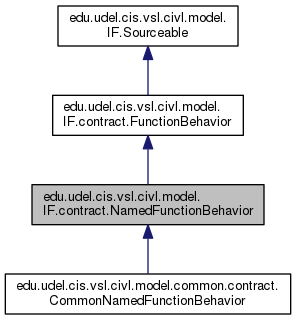 edu.udel.cis.vsl.civl.model.
IF.Sourceable
edu.udel.cis.vsl.civl.model.
IF.contract.FunctionBehavior
edu.udel.cis.vsl.civl.model.
IF.contract.NamedFunctionBehavior
edu.udel.cis.vsl.civl.model.common.contract.
CommonNamedFunctionBehavior